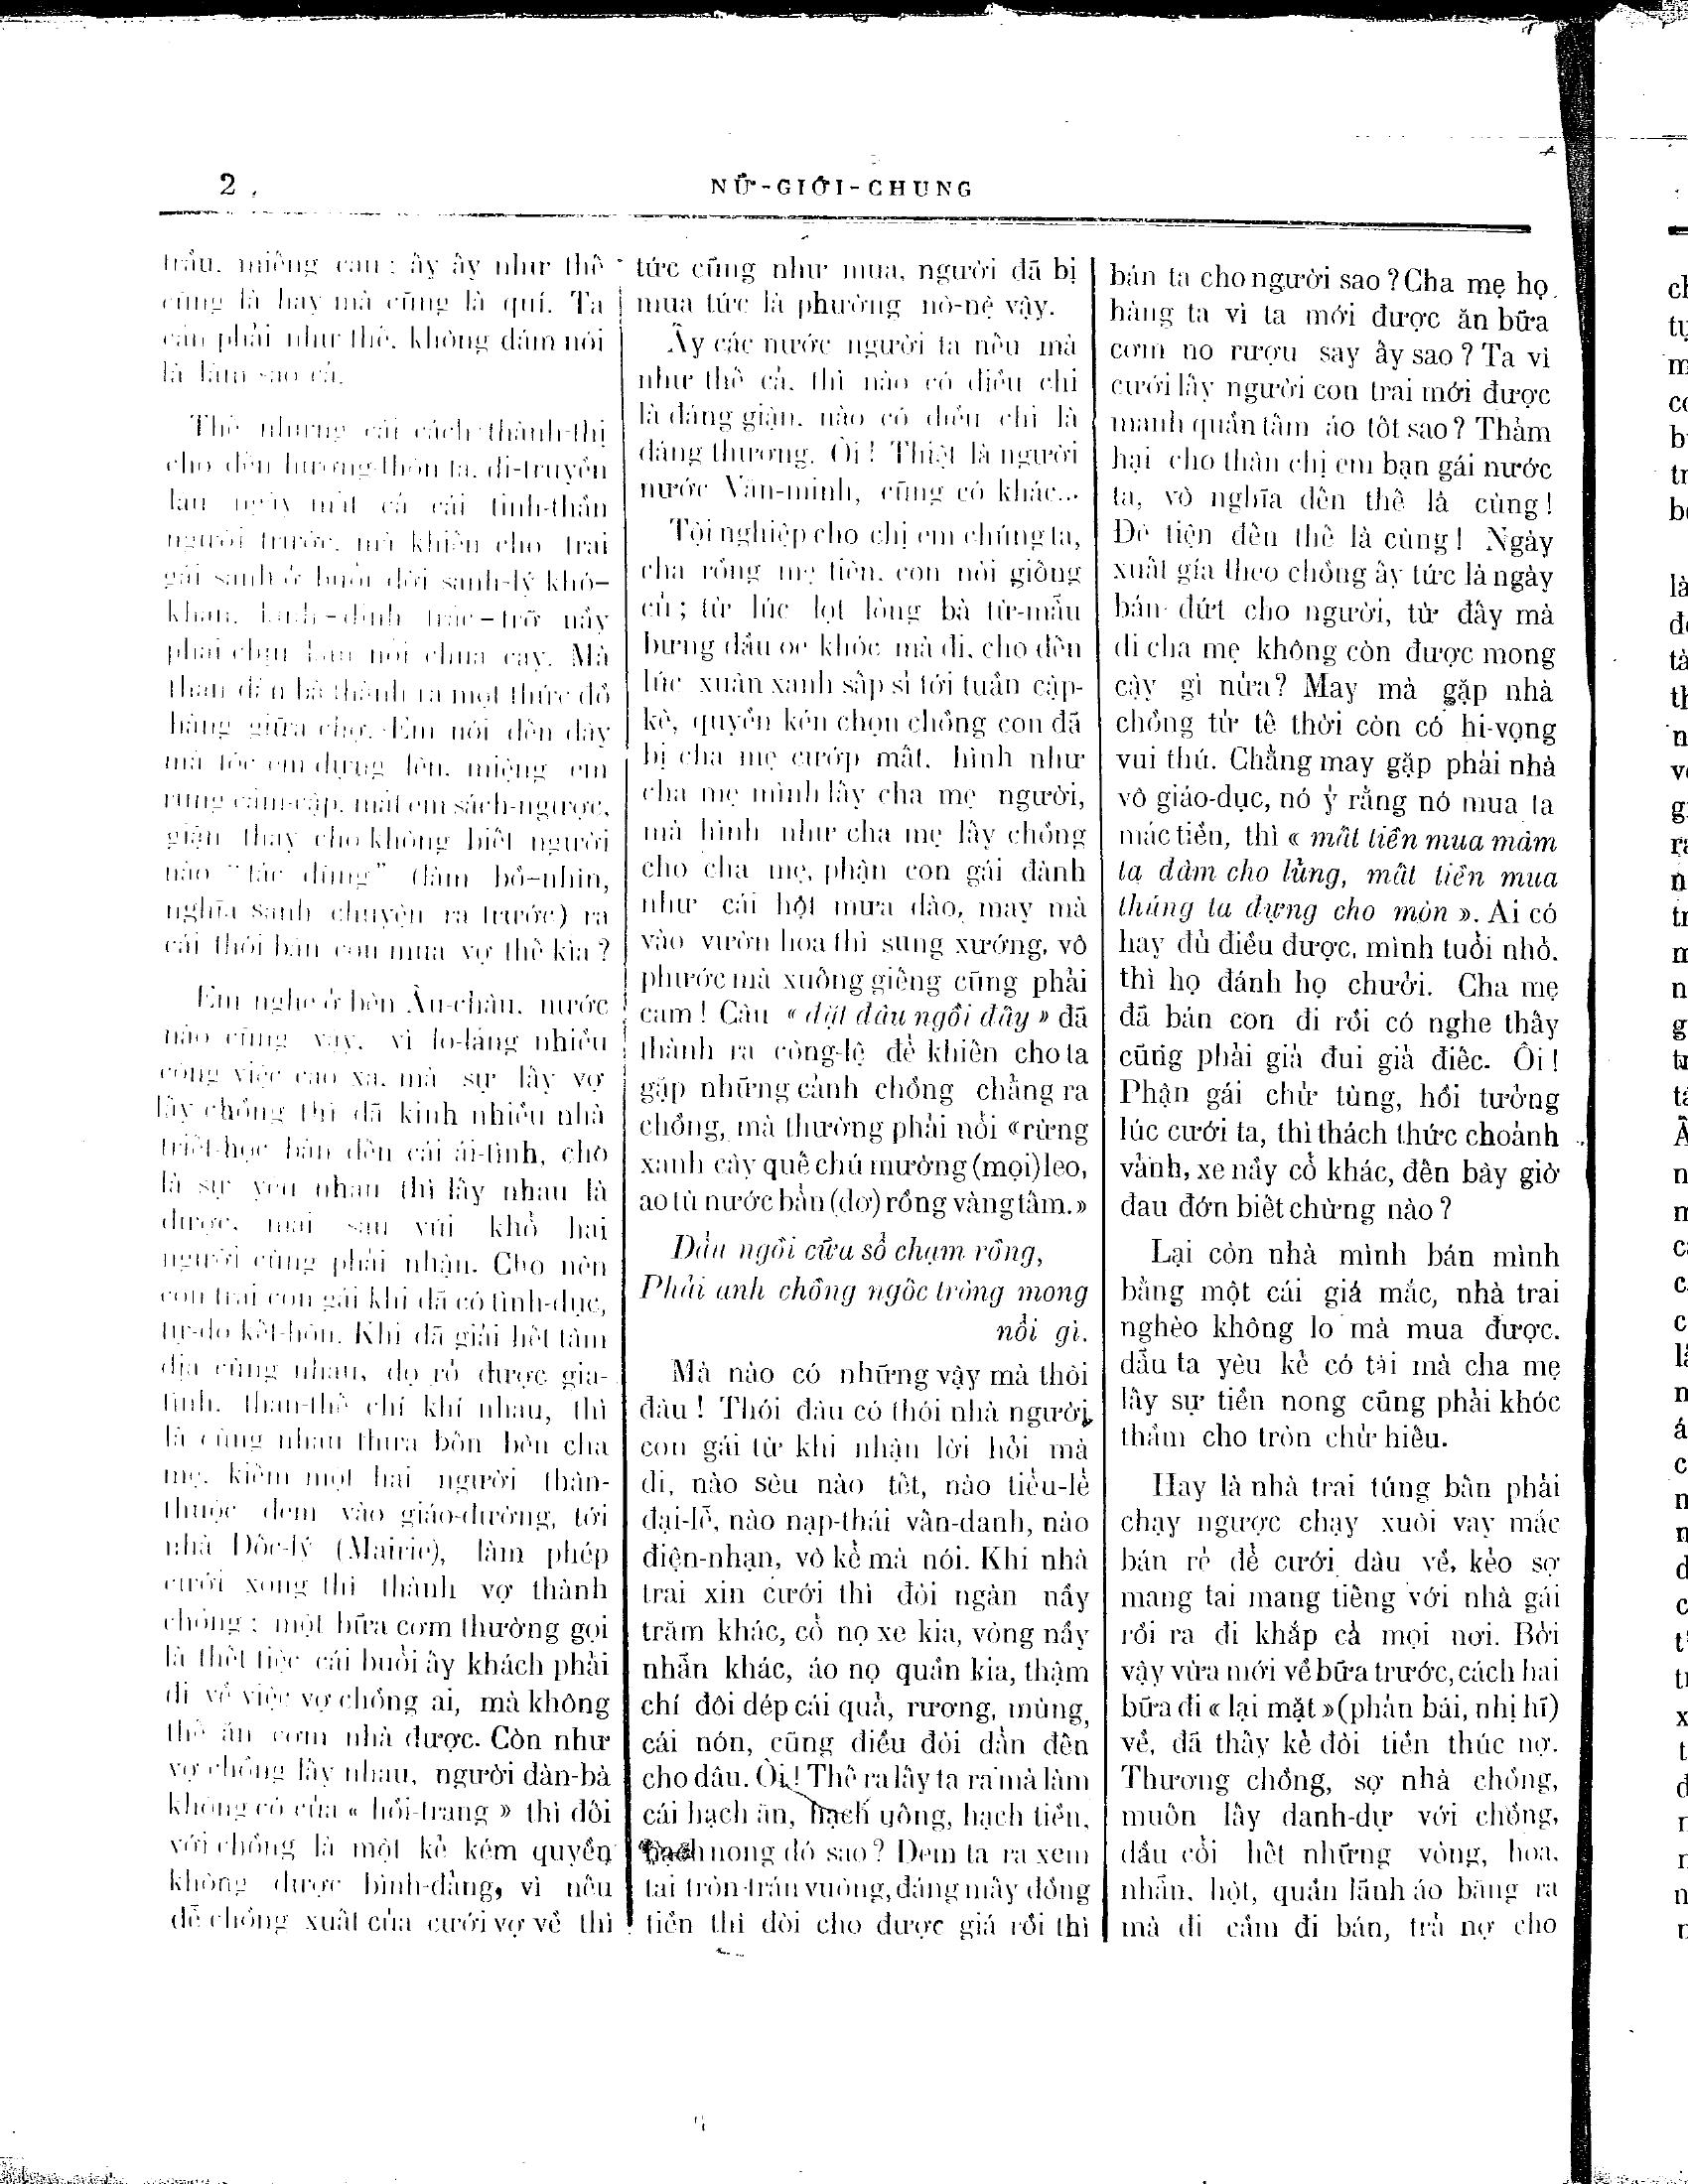 2
NỮ-GIỚI-CHUNG
trầu, miếng cau; ấy ấy như thế
cũng là hay mà cũng là quí. Ta
cần phải như thế, không dám nói
là làm sao cả.
Thế nhưng cái cách thành-thị
cho đến hương-thôn ta, di-truyền
lâu ngày mất cả cái tinh-thần
người trước, mà khiến cho trai
gái sanh ở buổi đời sanh-lý khó-
khăn, kinh-dinh trắc-trở nầy
phải chịu lắm nỗi chua cay. Mà
thân đàn bà thành ra một thức đồ
hàng giữa chợ. Em nói đến đây
mà tóc em dựng lên, miệng em
rung cầm-cập, mắt em sách-ngược,
giận thay cho không biết người
nào "tác dũng" (làm bồ-nhìn,
nghĩa sanh chuyện ra trước) ra
cái thói bán con mua vợ thế kia?
Em nghe ở bên Âu-châu, nước
nào cũng vậy, vì lo-lắng nhiều
công việc cao xa, mà sự lấy vợ
lấy chồng thì đã kinh nhiều nhà
triết-học bàn đến cái ái-tình, cho
là sự yêu nhau thì lấy nhau là
được, mai sau vui khổ hai
người cùng phải nhận. Cho nên
con trai con gái khi đã có tình-dục,
tự-do kết-hôn. Khi đã giải hết tâm
địa cùng nhau, dọ rõ được gia-
tình, thân-thế chí khí nhau, thì
là cùng nhau thưa bổn bên cha
mẹ, kiếm một hai người thân-
thuộc đem vào giáo-đường, tới
nhà Đốc-lý (Mairie), làm phép
cưới xong thì thành vợ thành
chồng; một bữa cơm thường gọi
là thết tiệc cái buổi ấy khách phải
đi về việc vợ chồng ai, mà không
thể ăn cơm nhà được. Còn như
vợ chồng lấy nhau, người đàn-bà
không có của « hồi-trang » thì đối
với chồng là một kẻ kém quyền
không được bình-đẳng, vì nếu
để chồng xuất của cưới vợ về thì
tức cũng như mua, người đã bị
mua tức là phường nô-nệ vậy.
Ấy các nước người ta nếu mà
như thế cả, thì nào có điều chi
là đáng giận, nào có điều chi là
đáng thương. Ôi! Thiệt là người
nước Văn-minh, cũng có khác...
Tội nghiệp cho chị em chúng ta,
cha rồng mẹ tiên, con nòi giống
cũ; từ lúc lọt lòng bà từ-mẫu
bưng đầu oe khóc mà đi, cho đến
lúc xuân xanh sấp sỉ tới tuần cập-
kê, quyền kén chọn chồng con đã
bị cha mẹ cướp mất, hình như
cha mẹ mình lấy cha mẹ người,
mà hình như cha mẹ lấy chồng
cho cha mẹ, phận con gái đành
như cái hột mưa đào, may mà
vào vườn hoa thì sung xướng, vô
phước mà xuống giếng cũng phải
cam! Câu « đặt đâu ngồi đấy » đã
thành ra công-lệ để khiến cho ta
gặp những cảnh chồng chẳng ra
chồng, mà thường phải nỗi «rừng
xanh cây quế chú mường (mọi) leo,
ao tù nước bẩn (dơ) rồng vàng tắm.»
Dẫu ngồi cửa sổ chạm rồng,
Phải anh chồng ngốc trông mong
nỗi gì.
Mà nào có những vậy mà thôi
đâu! Thói đâu có thói nhà người,
con gái từ khi nhận lời hỏi mà
đi, nào sêu nào tết, nào tiểu-lễ
đại-lễ, nào nạp-thái vấn-danh, nào
điện-nhạn, vô kể mà nói. Khi nhà
trai xin cưới thì đòi ngàn nầy
trăm khác, cỗ nọ xe kia, vòng nầy
nhẫn khác, áo nọ quần kia, thậm
chí đôi dép cái quả, rương, mùng,
cái nón, cũng điều đòi dẫn đến
cho dâu. Ôi! Thế ra lấy ta ra mà làm
cái hạch ăn, hạch uống, hạch tiền,
hạch nong đó sao? Đem ta ra xem
tai tròn trán vuông, đáng mấy đồng
tiền thì đòi cho được giá rồi thì
bán ta cho người sao? Cha mẹ họ
hàng ta vì ta mới được ăn bữa
cơm no rượu say ấy sao? Ta vì
cưới lấy người con trai mới được
manh quần tấm áo tốt sao? Thảm
hại cho thân chị em bạn gái nước
ta, vô nghĩa đến thế là cùng!
Đê tiện đến thế là cùng! Ngày
xuất gía theo chồng ấy tức là ngày
bán đứt cho người, từ đấy mà
đi cha mẹ không còn được mong
cậy gì nửa? May mà gặp nhà
chồng tử tế thời còn có hi-vọng
vui thú. Chẳng may gặp phải nhà
vô giáo-dục, nó ỷ rằng nó mua ta
mác tiền, thì « mất tiền mua mâm
ta đâm cho lủng, mất tiền mua
thúng ta đựng cho mòn ». Ai có
hay đủ điều được, mình tuổi nhỏ,
thì họ đánh họ chưởi. Cha mẹ
đã bán con đi rồi có nghe thấy
cũng phải giả đui giả điếc. Ôi!
Phận gái chử tùng, hồi tưởng
lúc cưới ta, thì thách thức choảnh
vảnh, xe nầy cỗ khác, đến bây giờ
đau đớn biết chừng nào?
Lại còn nhà mình bán mình
bằng một cái giá mắc, nhà trai
nghèo không lo mà mua được.
dẫu ta yêu kẻ có tài mà cha mẹ
lấy sự tiền nong cũng phải khóc
thầm cho tròn chử hiếu.
Hay là nhà trai túng bấn phải
chạy ngược chạy xuôi vay mắc
bán rẻ để cưới dâu về, kẻo sợ
mang tai mang tiếng với nhà gái
rồi ra đi khắp cả mọi nơi. Bởi
vậy vừa mới về bữa trước, cách hai
bữa đi « lại mặt » (phản bái, nhị hỉ)
về, đã thấy kẻ đòi tiền thúc nợ.
Thương chồng, sợ nhà chồng,
muốn lấy danh-dự với chồng,
dẫu cổi hết những vòng, hoa,
nhẫn, hột, quần lãnh áo băng ra
mà đi cầm đi bán, trả nợ cho